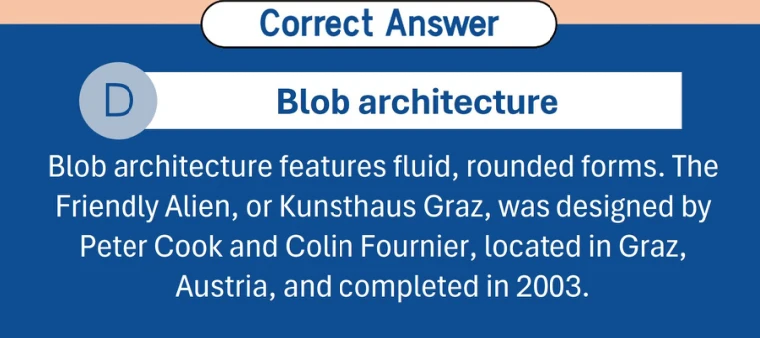 Correct Answer
D
Blob architecture
Blob architecture features fluid, rounded forms. The
Friendly Alien, or Kunsthaus Graz, was designed by
Peter Cook and Colin Fournier, located in Graz,
Austria, and completed in 2003.